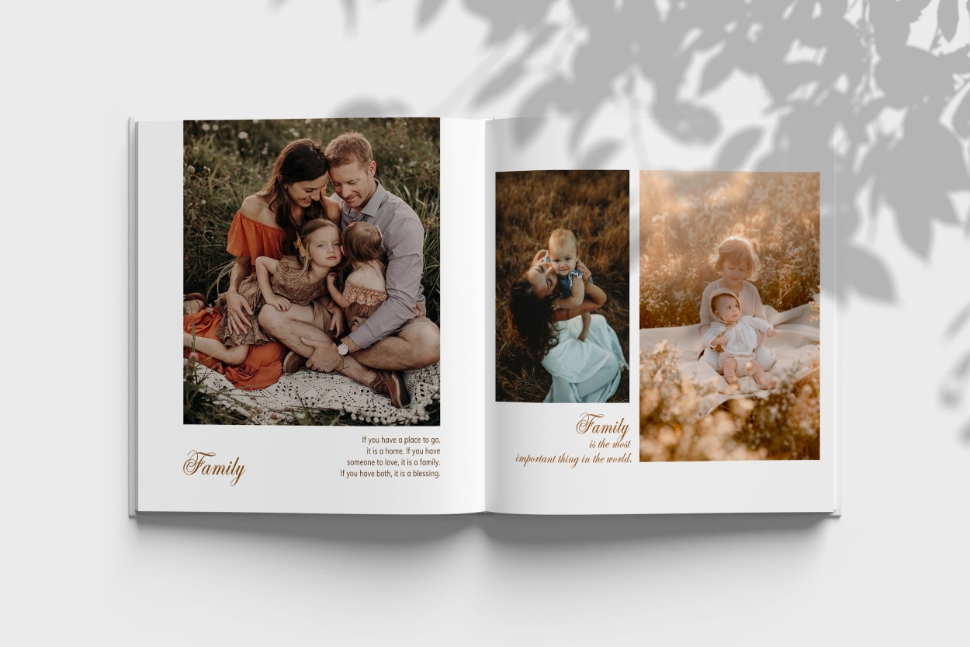 Family
If you have a place to go,
it is a home. If you have
someone to love, it is a family.
If you have both, it is a blessing.
Family
is the most
important thing in the world.